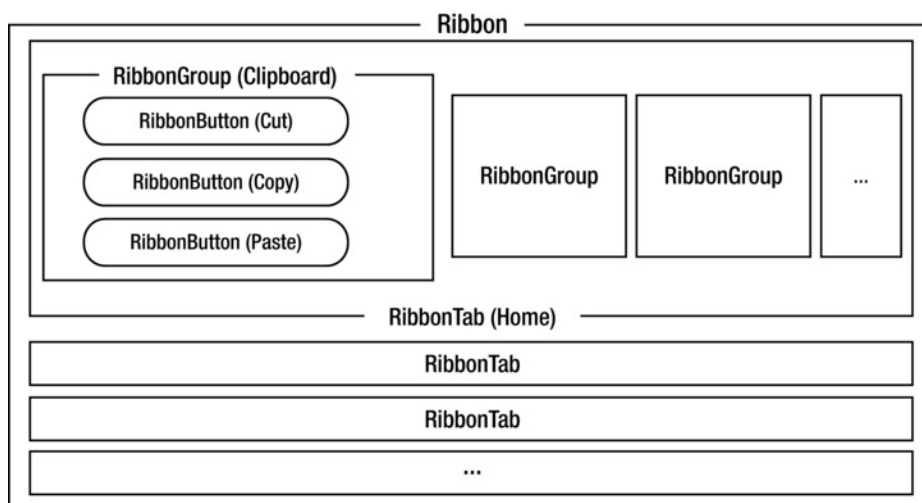 Ribbon
RibbonGroup (Clipboard)
RibbonButton (Cut)
RibbonButton (Copy)
RibbonButton (Paste)
RibbonGroup
RibbonGroup
...
RibbonTab (Home)
RibbonTab
RibbonTab
...